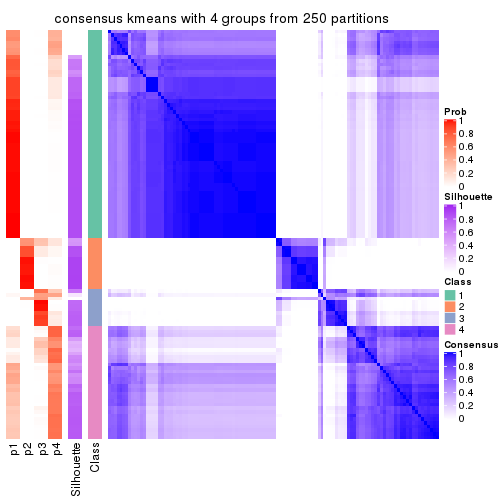 consensus kmeans with 4 groups from 250 partitions
Prob
1
0.8
0.6
0.4
0.2
0
Silhouette
1
0.8
0.6
0.4
0.2
0
Class
1
2
3
4
Consensus
1
0.8
0.6
0.4
0.2
0
p1
p2
p3
p4
Silhouette
Class